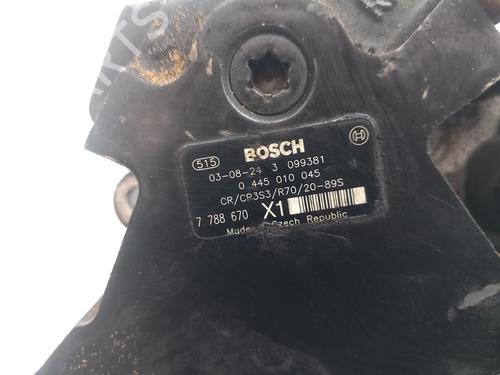 515 BOSCH
03-08-24 3 099381
0 445 010 045
CR/CP3S3/R70/20-89S
7 788 670 X1
Made in Czech Republic
PARTS